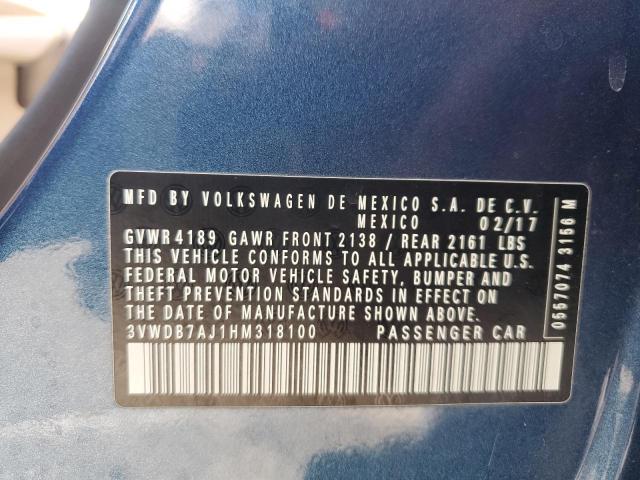 MFD BY VOLKSWAGEN DE MEXICO S.A. DE C.V.
MEXICO 02/17
GVWR 4189 GAWR FRONT 2138 / REAR 2161 LBS
THIS VEHICLE CONFORMS TO ALL APPLICABLE U.S.
FEDERAL MOTOR VEHICLE SAFETY, BUMPER AND
THEFT PREVENTION STANDARDS IN EFFECT ON
THE DATE OF MANUFACTURE SHOWN ABOVE.
3VWDB7AJ1HM318100 PASSENGER CAR
0557074 3156 M